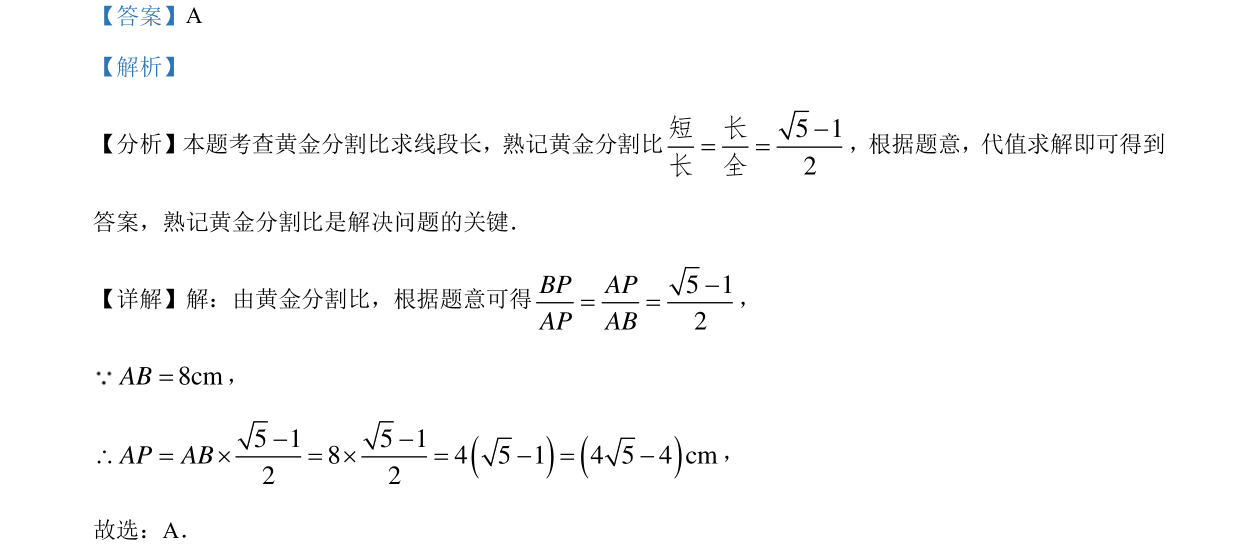 【答案】A
【解析】
【分析】本题考查黄金分割比求线段长，熟记黄金分割比 短/长 = 长/全 = (√5−1)/2 ，根据题意，代值求解即可得到
答案，熟记黄金分割比是解决问题的关键．
【详解】解：由黄金分割比，根据题意可得 BP/AP = AP/AB = (√5−1)/2 ，
∵ AB = 8cm ，
∴ AP = AB × (√5−1)/2 = 8 × (√5−1)/2 = 4(√5−1) = (4√5−4)cm ，
故选：A．